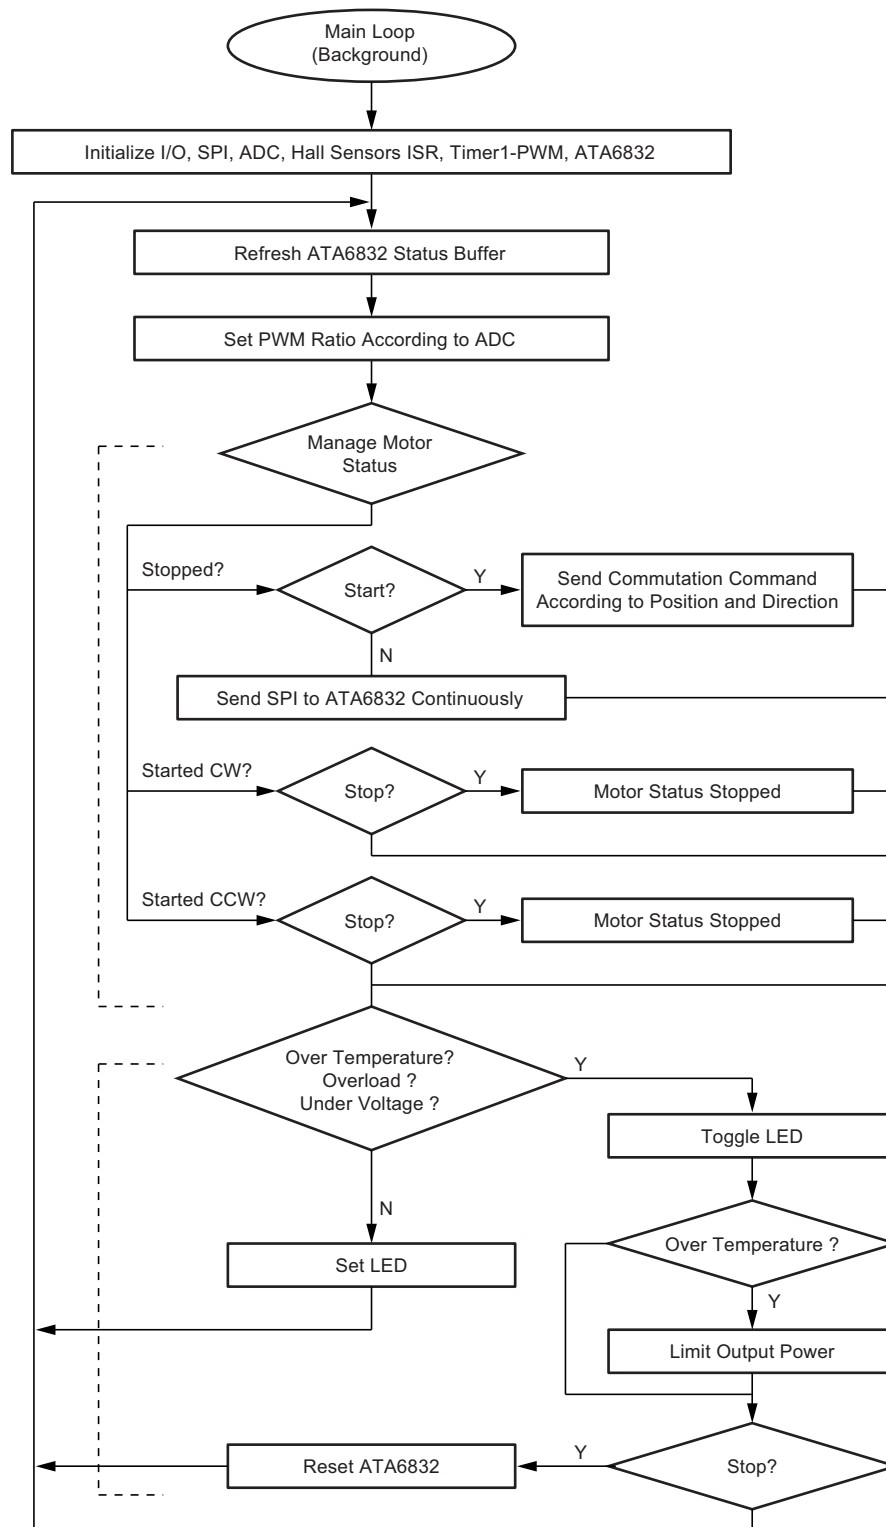 Main Loop
(Background)
Initialize I/O, SPI, ADC, Hall Sensors ISR, Timer1-PWM, ATA6832
Refresh ATA6832 Status Buffer
Set PWM Ratio According to ADC
Manage Motor
Status
Stopped?
Start?
Y
Send Commutation Command
According to Position and Direction
N
Send SPI to ATA6832 Continuously
Started CW?
Stop?
Y
Motor Status Stopped
Started CCW?
Stop?
Y
Motor Status Stopped
Over Temperature?
Overload ?
Under Voltage ?
Y
Toggle LED
N
Over Temperature ?
Set LED
Y
Limit Output Power
Reset ATA6832
Y
Stop?